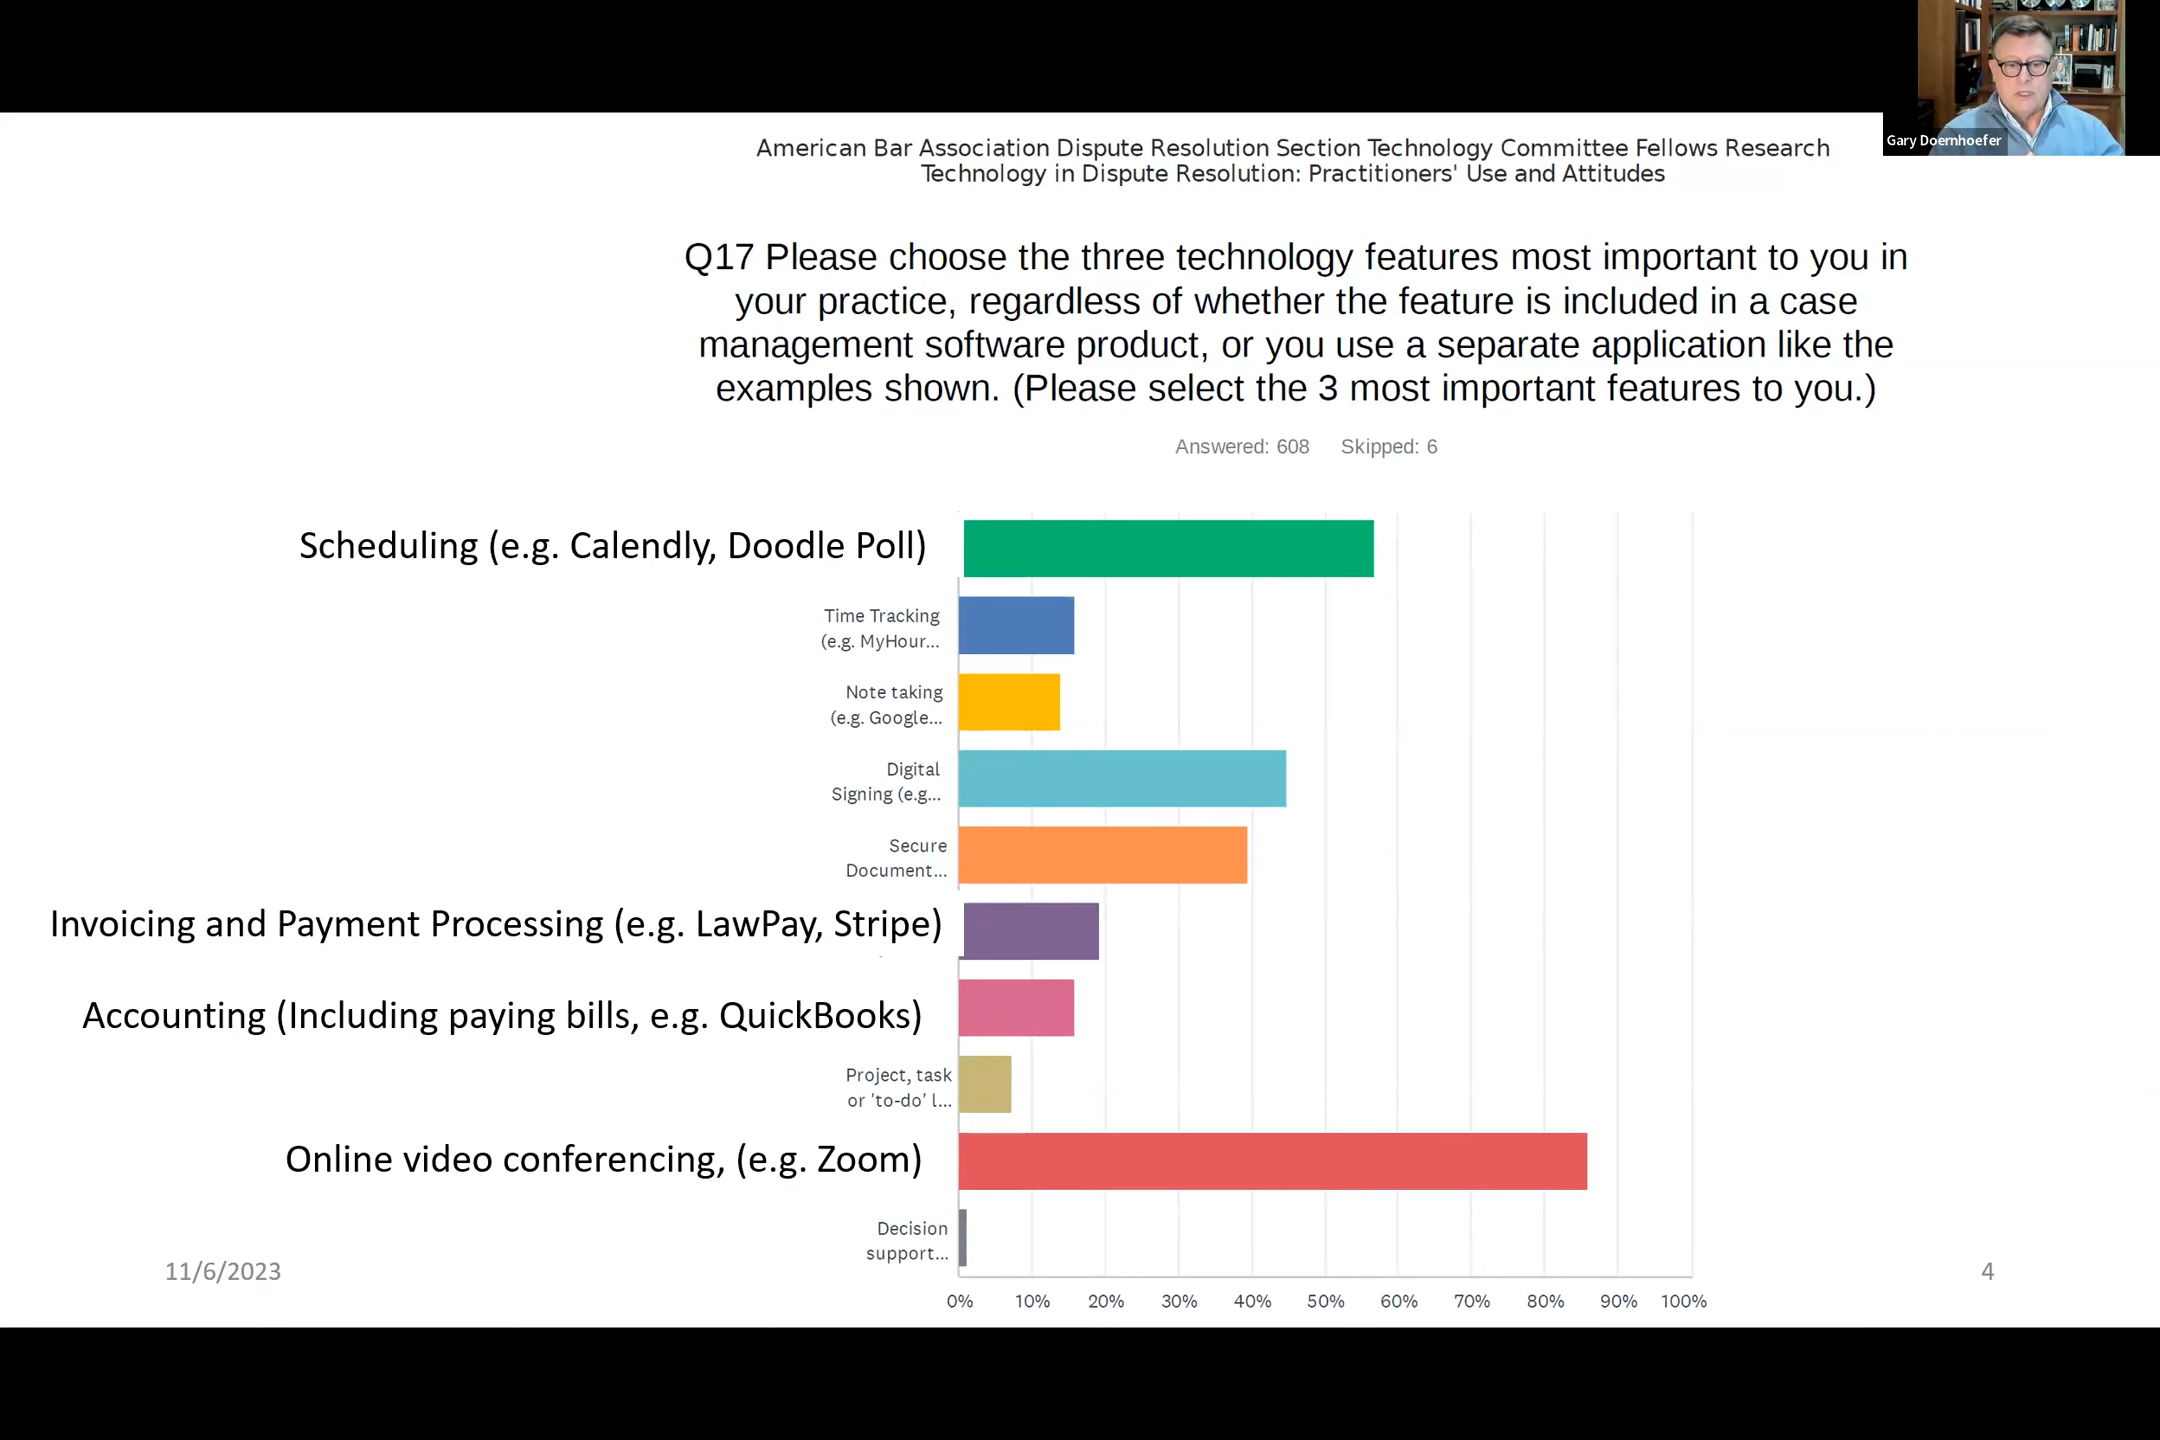 Gary Doernhoefer
American Bar Association Dispute Resolution Section Technology Committee Fellows Research
Technology in Dispute Resolution: Practitioners' Use and Attitudes
Q17 Please choose the three technology features most important to you in
your practice, regardless of whether the feature is included in a case
management software product, or you use a separate application like the
examples shown. (Please select the 3 most important features to you.)
Answered: 608 Skipped: 6
Scheduling (e.g. Calendly, Doodle Poll)
Time Tracking
(e.g. MyHour...
Note taking
(e.g. Google...
Digital
Signing (e.g...
Secure
Document...
Invoicing and Payment Processing (e.g. LawPay, Stripe)
Accounting (Including paying bills, e.g. QuickBooks)
Project, task
or 'to-do' l...
Online video conferencing, (e.g. Zoom)
Decision
support...
0% 10% 20% 30% 40% 50% 60% 70% 80% 90% 100%
11/6/2023
4